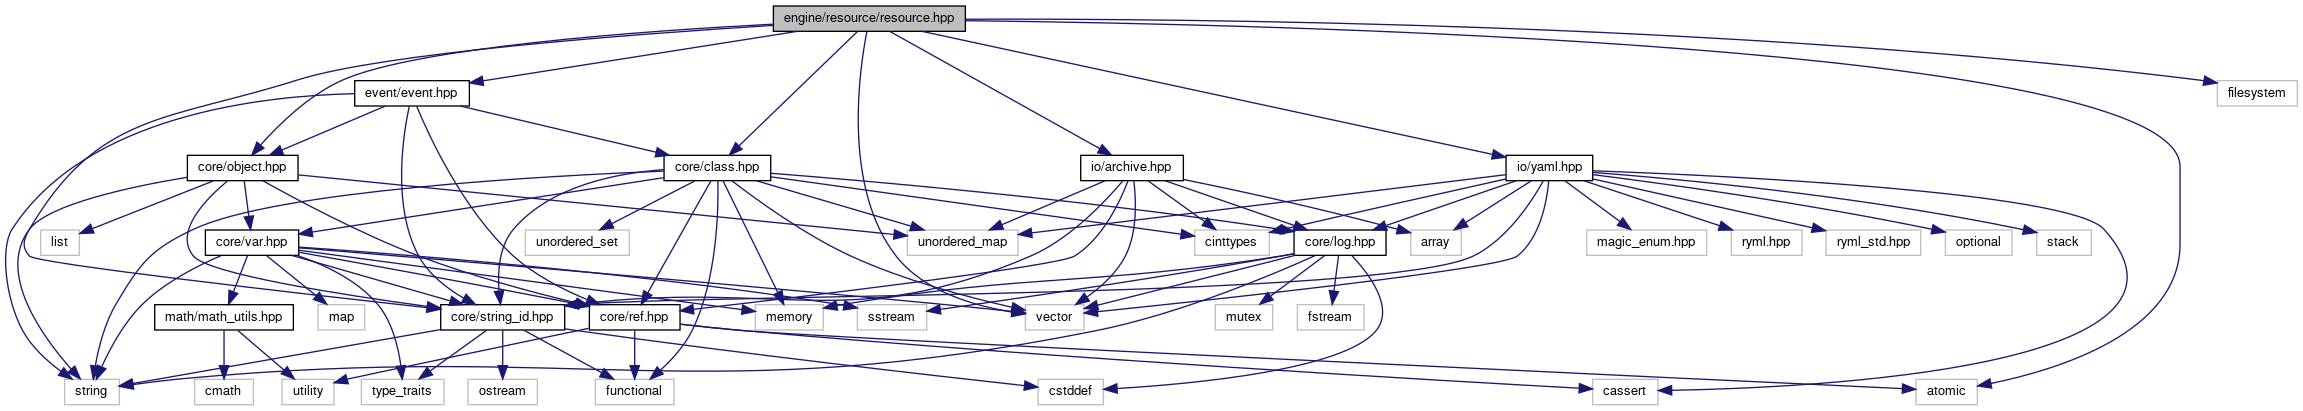 engine/resource/resource.hpp
event/event.hpp
filesystem
core/object.hpp
core/class.hpp
io/archive.hpp
io/yaml.hpp
list
core/var.hpp
unordered_set
unordered_map
cinttypes
core/log.hpp
array
magic_enum.hpp
ryml.hpp
ryml_std.hpp
optional
stack
math/math_utils.hpp
map
core/string_id.hpp
core/ref.hpp
memory
sstream
vector
mutex
fstream
string
cmath
utility
type_traits
ostream
functional
cstddef
cassert
atomic